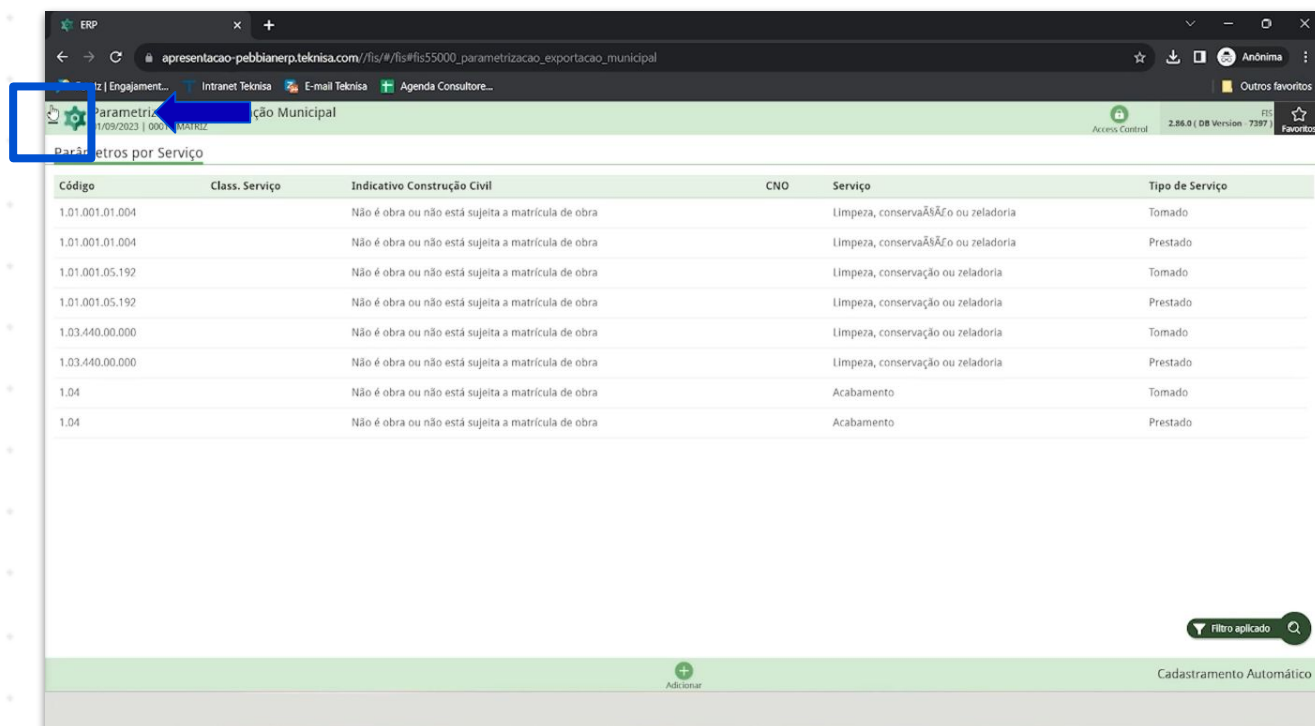 ERP
apresentacao-pebbianerp.teknisa.com//fis/#/fis#fis55000_parametrizacao_exportacao_municipal
Anônima
| Engajament... Intranet Teknisa E-mail Teknisa Agenda Consultore... Outros favoritos
Municipal
MATRIZ
Access Control
FIS
2.86.0 ( DB Version - 7397 )
Favoritos
Parâmetros por Serviço
Código Class. Serviço Indicativo Construção Civil CNO Serviço Tipo de Serviço
1.01.001.01.004 Não é obra ou não está sujeita a matrícula de obra Limpeza, conservaÃ§Ã£o ou zeladoria Tomado
1.01.001.01.004 Não é obra ou não está sujeita a matrícula de obra Limpeza, conservaÃ§Ã£o ou zeladoria Prestado
1.01.001.05.192 Não é obra ou não está sujeita a matrícula de obra Limpeza, conservação ou zeladoria Tomado
1.01.001.05.192 Não é obra ou não está sujeita a matrícula de obra Limpeza, conservação ou zeladoria Prestado
1.03.440.00.000 Não é obra ou não está sujeita a matrícula de obra Limpeza, conservação ou zeladoria Tomado
1.03.440.00.000 Não é obra ou não está sujeita a matrícula de obra Limpeza, conservação ou zeladoria Prestado
1.04 Não é obra ou não está sujeita a matrícula de obra Acabamento Tomado
1.04 Não é obra ou não está sujeita a matrícula de obra Acabamento Prestado
Filtro aplicado
Adicionar
Cadastramento Automático